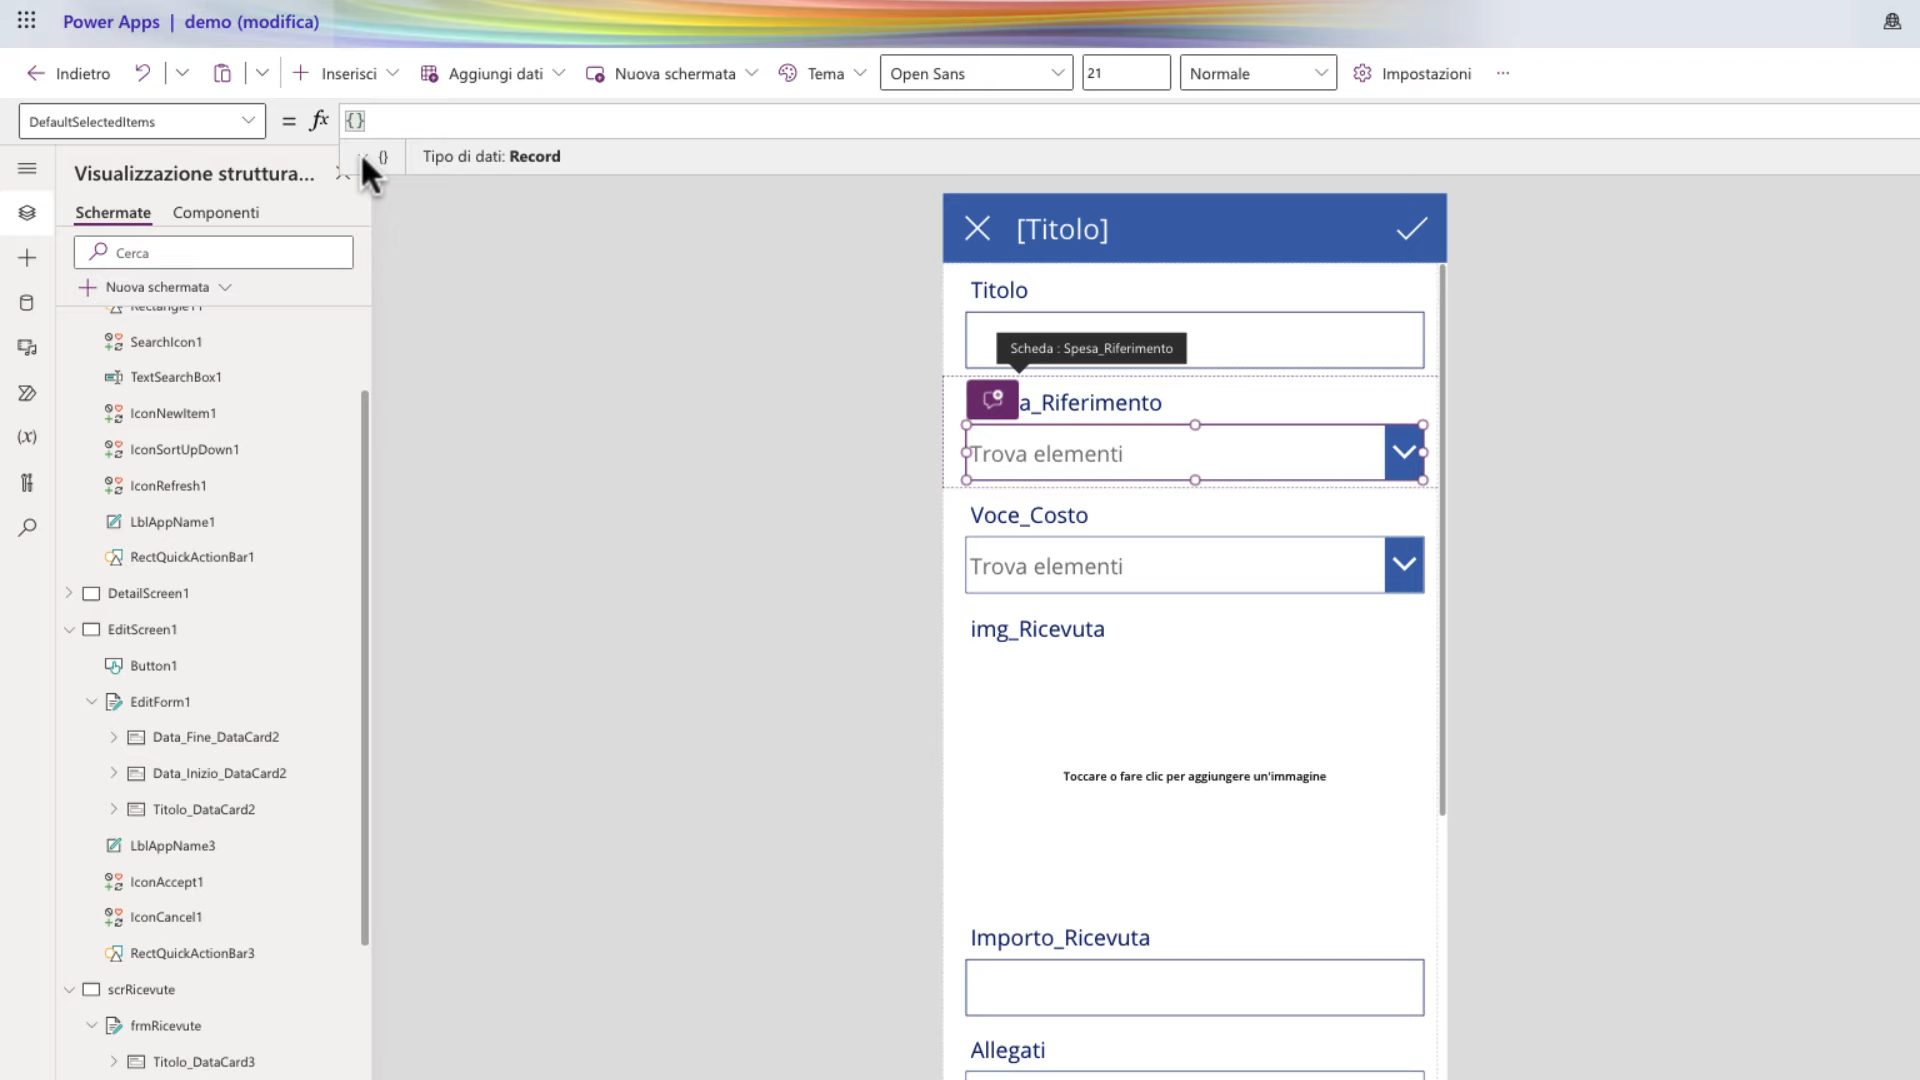 Power Apps | demo (modifica)
Indietro
Inserisci
Aggiungi dati
Nuova schermata
Tema
Open Sans
21
Normale
Impostazioni
DefaultSelectedItems
= fx {}
{} Tipo di dati: Record
Visualizzazione struttura...
Schermate
Componenti
Cerca
Nuova schermata
Rectangle11
SearchIcon1
TextSearchBox1
IconNewItem1
IconSortUpDown1
IconRefresh1
LblAppName1
RectQuickActionBar1
DetailScreen1
EditScreen1
Button1
EditForm1
Data_Fine_DataCard2
Data_Inizio_DataCard2
Titolo_DataCard2
LblAppName3
IconAccept1
IconCancel1
RectQuickActionBar3
scrRicevute
frmRicevute
Titolo_DataCard3
[Titolo]
Titolo
Scheda : Spesa_Riferimento
a_Riferimento
Trova elementi
Voce_Costo
Trova elementi
img_Ricevuta
Toccare o fare clic per aggiungere un'immagine
Importo_Ricevuta
Allegati